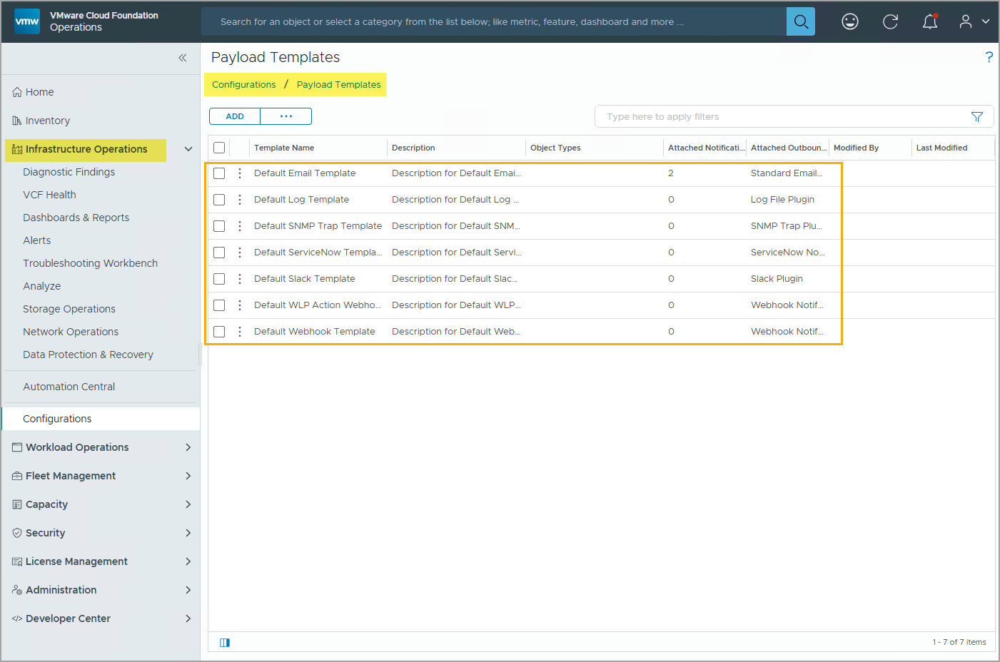 vmw
VMware Cloud Foundation
Operations
Search for an object or select a category from the list below; like metric, feature, dashboard and more ...
Home
Inventory
Infrastructure Operations
Diagnostic Findings
VCF Health
Dashboards & Reports
Alerts
Troubleshooting Workbench
Analyze
Storage Operations
Network Operations
Data Protection & Recovery
Automation Central
Configurations
Workload Operations
Fleet Management
Capacity
Security
License Management
Administration
Developer Center
Payload Templates
?
Configurations / Payload Templates
ADD ...
Type here to apply filters
Template Name Description Object Types Attached Notificati... Attached Outboun... Modified By Last Modified
Default Email Template Description for Default Emai... 2 Standard Email...
Default Log Template Description for Default Log ... 0 Log File Plugin
Default SNMP Trap Template Description for Default SNM... 0 SNMP Trap Plu...
Default ServiceNow Templa... Description for Default Servi... 0 ServiceNow No...
Default Slack Template Description for Default Slac... 0 Slack Plugin
Default WLP Action Webho... Description for Default WLP... 0 Webhook Notif...
Default Webhook Template Description for Default Web... 0 Webhook Notif...
1 - 7 of 7 items